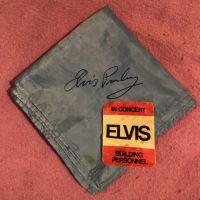 Elvis Presley
IN CONCERT
ELVIS
BUILDING
PERSONNEL